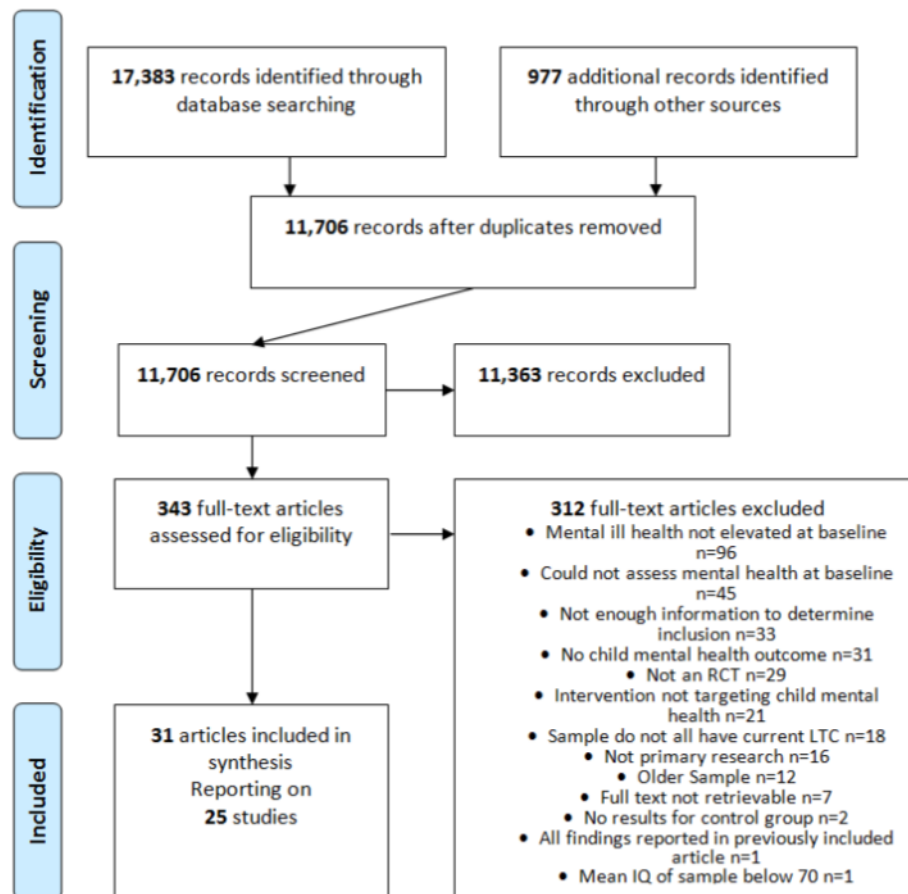 Identification
17,383 records identified through
database searching
977 additional records identified
through other sources
11,706 records after duplicates removed
Screening
11,706 records screened
11,363 records excluded
Eligibility
343 full-text articles
assessed for eligibility
312 full-text articles excluded
• Mental ill health not elevated at baseline
n=96
• Could not assess mental health at baseline
n=45
• Not enough information to determine
inclusion n=33
• No child mental health outcome n=31
• Not an RCT n=29
• Intervention not targeting child mental
health n=21
• Sample do not all have current LTC n=18
• Not primary research n=16
• Older Sample n=12
• Full text not retrievable n=7
• No results for control group n=2
• All findings reported in previously included
article n=1
• Mean IQ of sample below 70 n=1
Included
31 articles included in
synthesis
Reporting on
25 studies